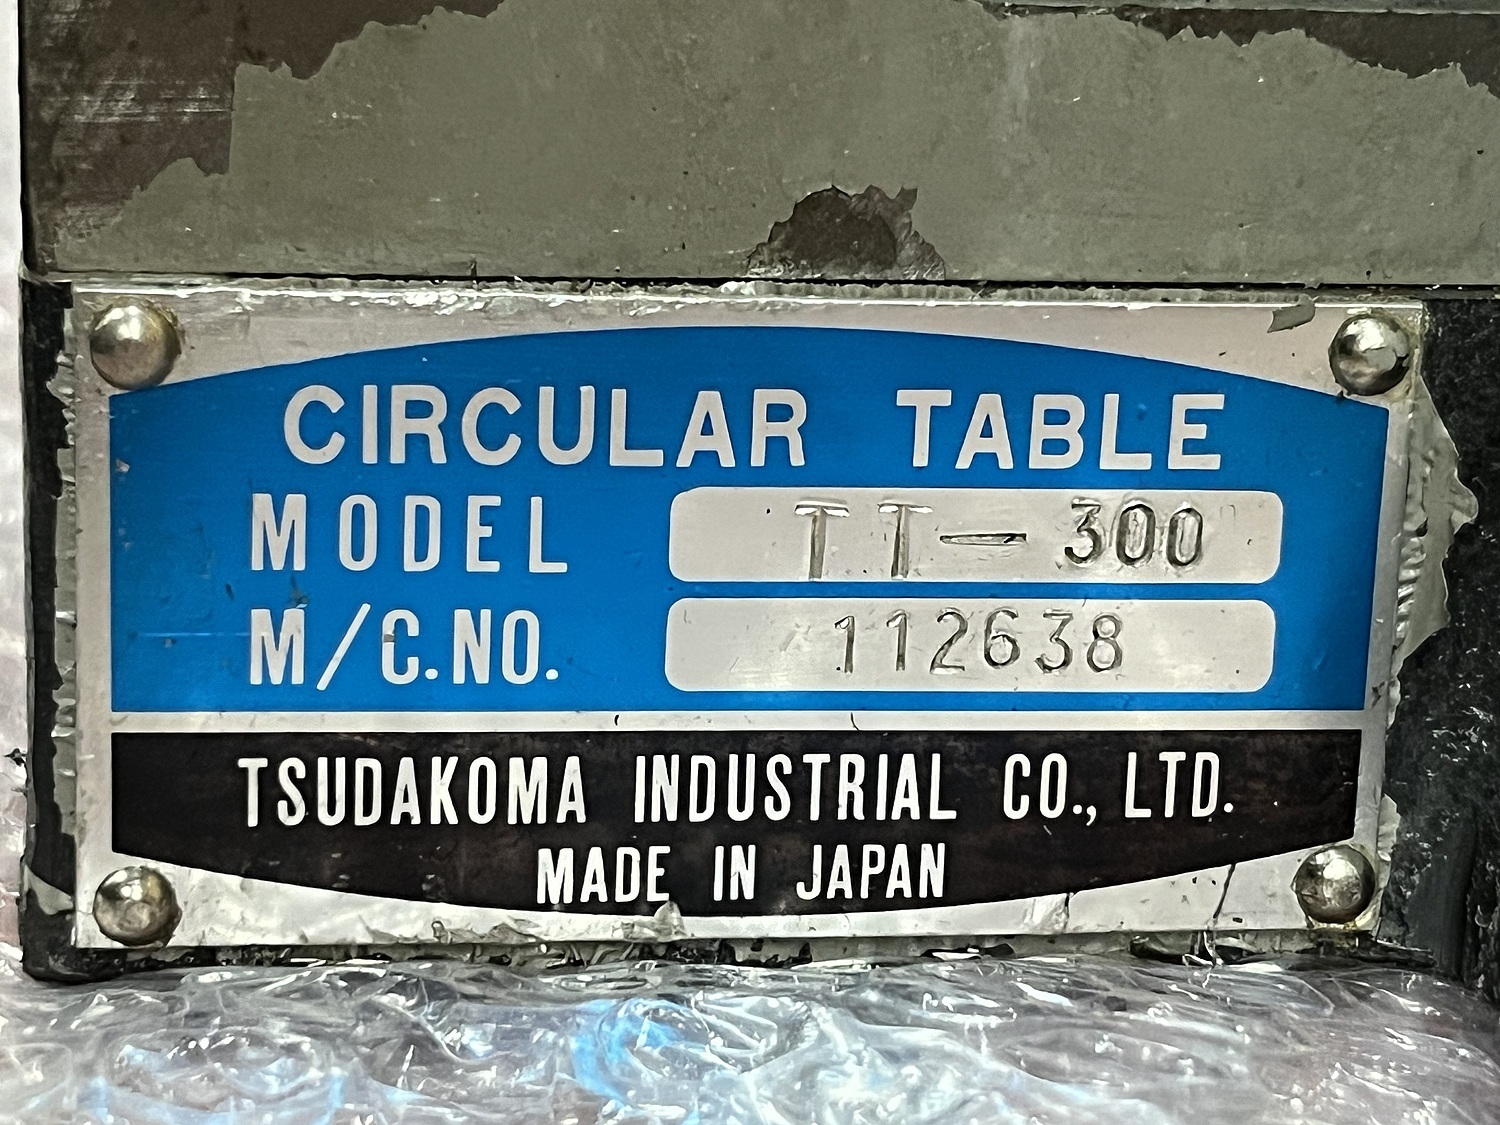 CIRCULAR TABLE
MODEL TT-300
M/C.NO. 112638
TSUDAKOMA INDUSTRIAL CO., LTD.
MADE IN JAPAN